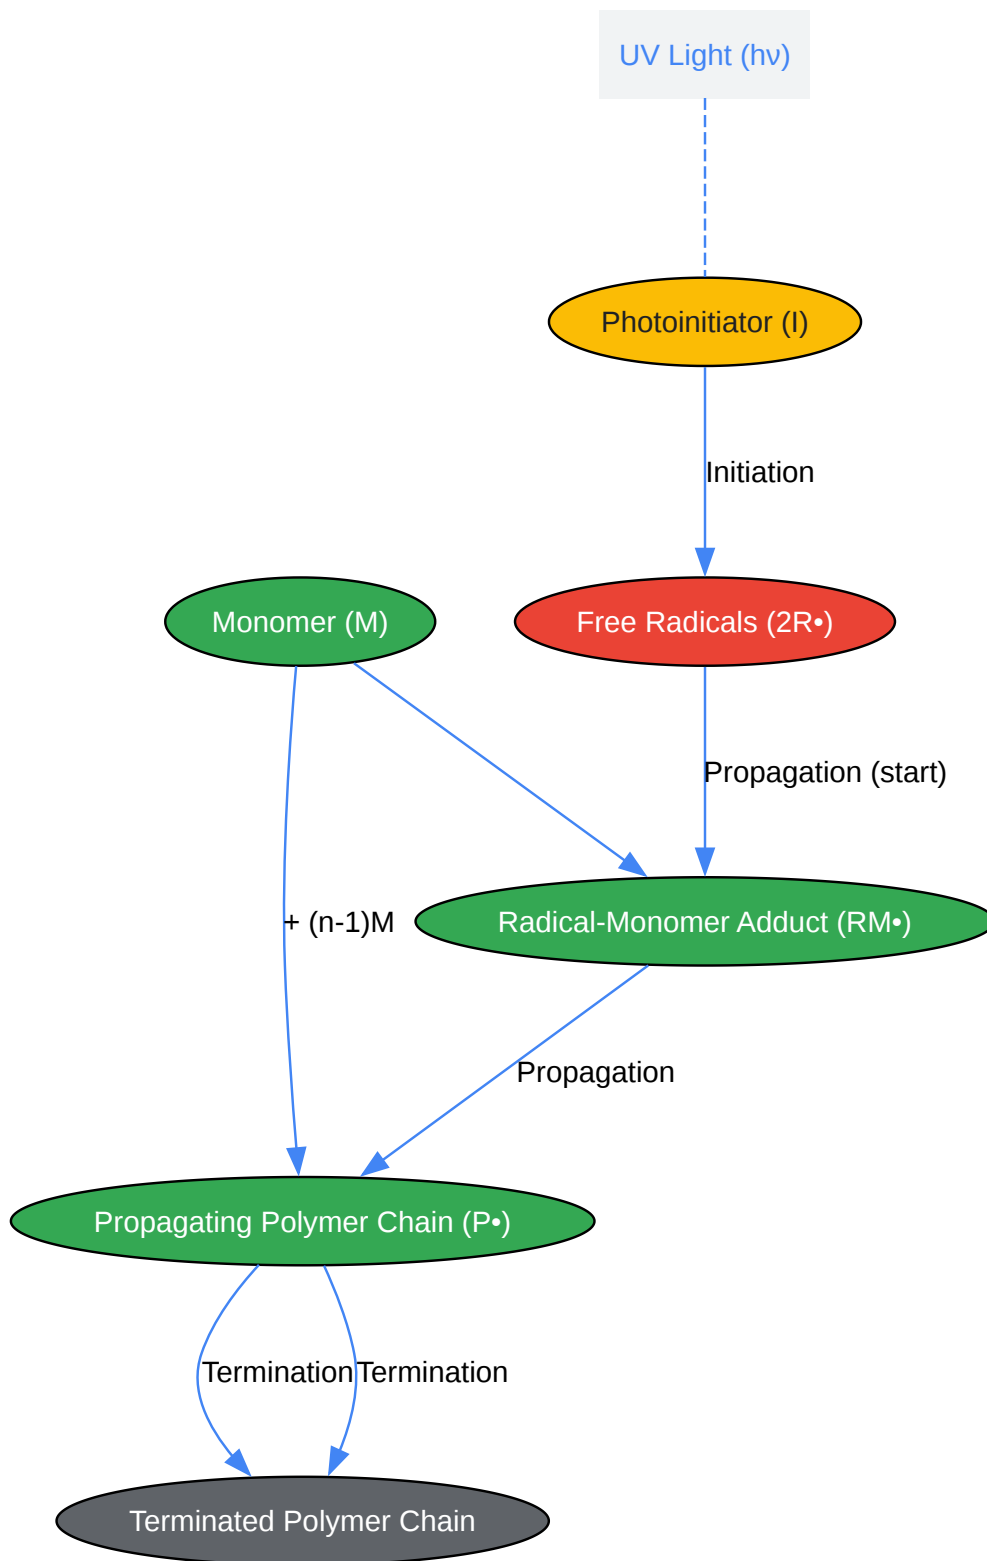 UV Light (hν)
Photoinitiator (I)
Initiation
Monomer (M)
Free Radicals (2R•)
Propagation (start)
+ (n-1)M
Radical-Monomer Adduct (RM•)
Propagation
Propagating Polymer Chain (P•)
Termination
Termination
Terminated Polymer Chain